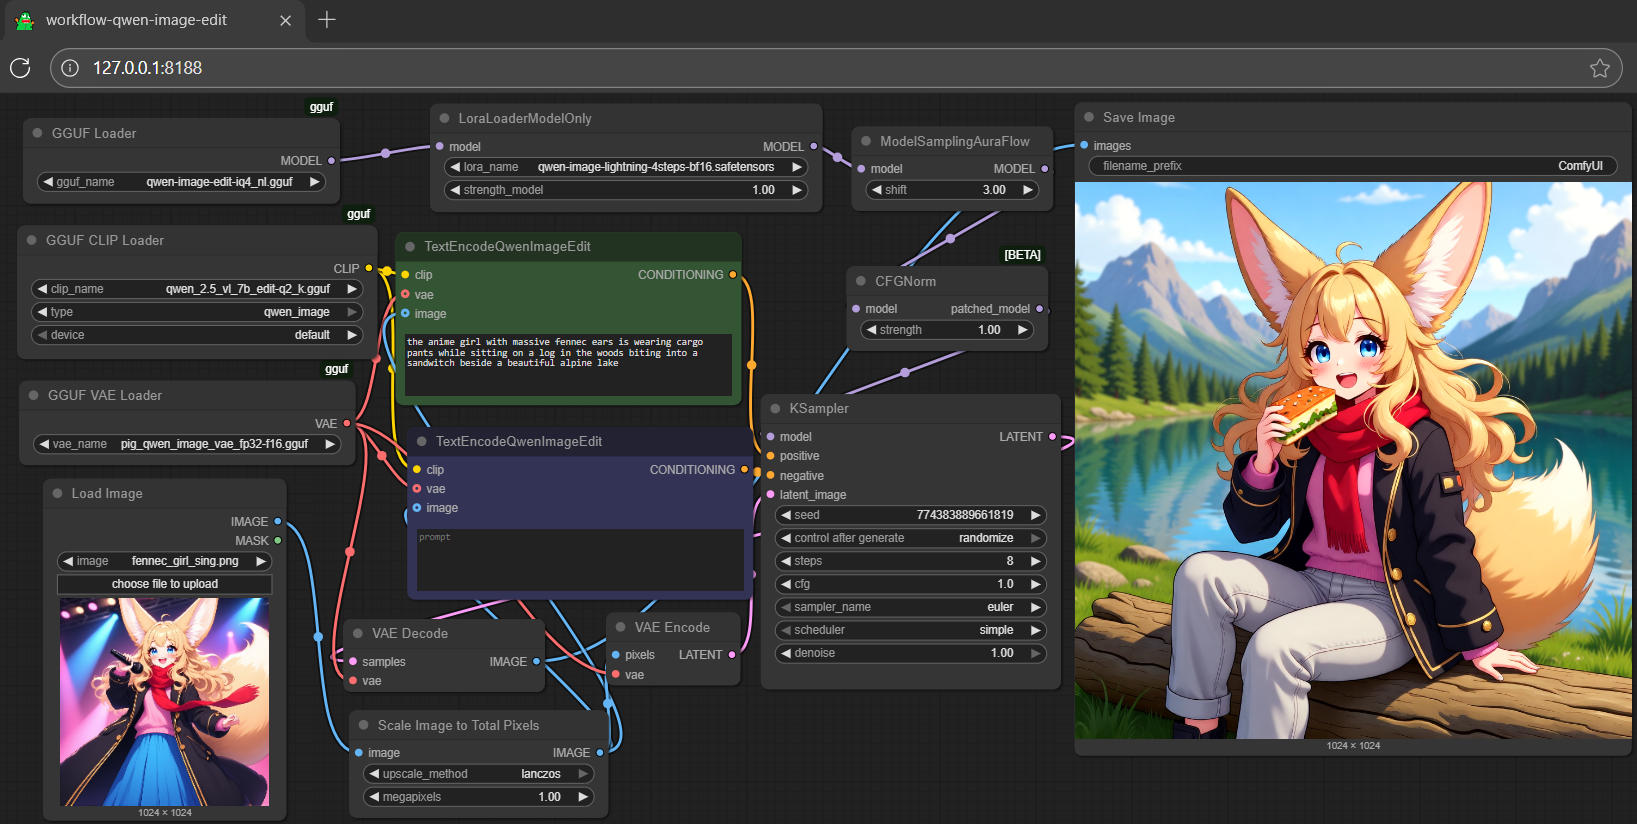 workflow-qwen-image-edit
127.0.0.1:8188
gguf
GGUF Loader
MODEL
gguf_name qwen-image-edit-iq4_nl.gguf
gguf
GGUF CLIP Loader
CLIP
clip_name qwen_2.5_vl_7b_edit-q2_k.gguf
type qwen_image
device default
gguf
GGUF VAE Loader
VAE
vae_name pig_qwen_image_vae_fp32-f16.gguf
Load Image
IMAGE
MASK
image fennec_girl_sing.png
choose file to upload
1024 × 1024
LoraLoaderModelOnly
model MODEL
lora_name qwen-image-lightning-4steps-bf16.safetensors
strength_model 1.00
TextEncodeQwenImageEdit
clip CONDITIONING
vae
image
the anime girl with massive fennec ears is wearing cargo
pants while sitting on a log in the woods biting into a
sandwitch beside a beautiful alpine lake
TextEncodeQwenImageEdit
clip CONDITIONING
vae
image
prompt
VAE Decode
samples IMAGE
vae
VAE Encode
pixels LATENT
vae
Scale Image to Total Pixels
image IMAGE
upscale_method lanczos
megapixels 1.00
ModelSamplingAuraFlow
model MODEL
shift 3.00
[BETA]
CFGNorm
model patched_model
strength 1.00
KSampler
model LATENT
positive
negative
latent_image
seed 774383889661819
control after generate randomize
steps 8
cfg 1.0
sampler_name euler
scheduler simple
denoise 1.00
Save Image
images
filename_prefix ComfyUI
1024 × 1024